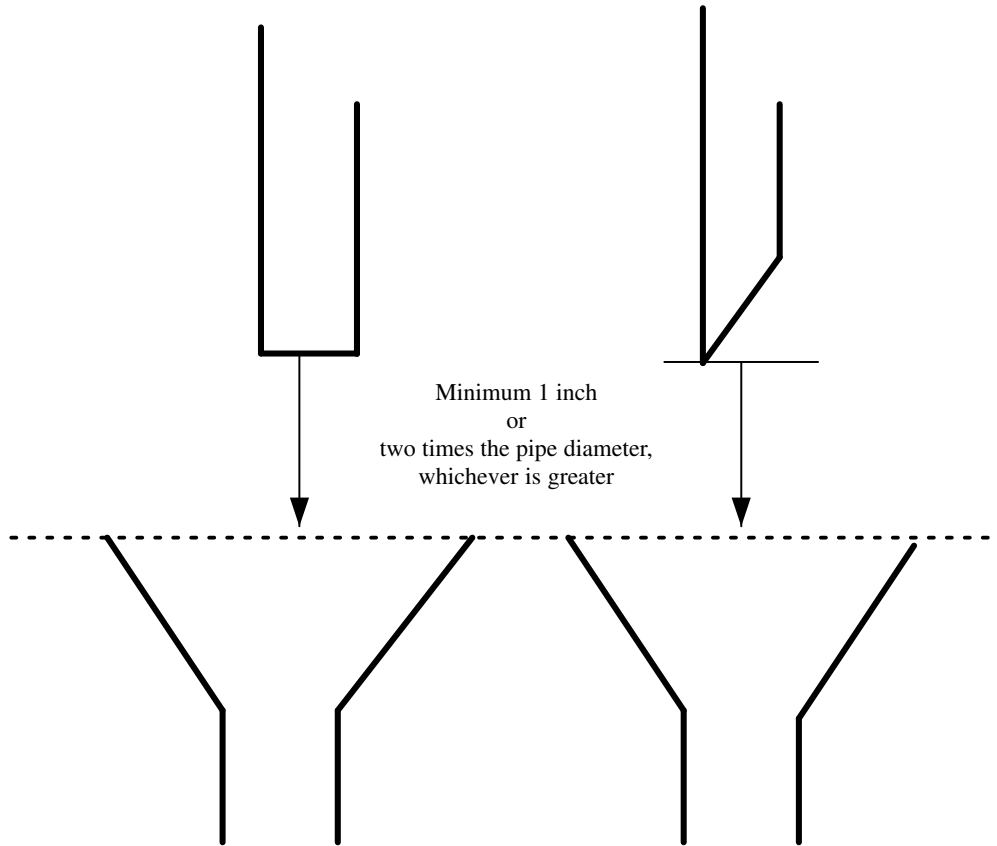 Minimum 1 inch
or
two times the pipe diameter,
whichever is greater